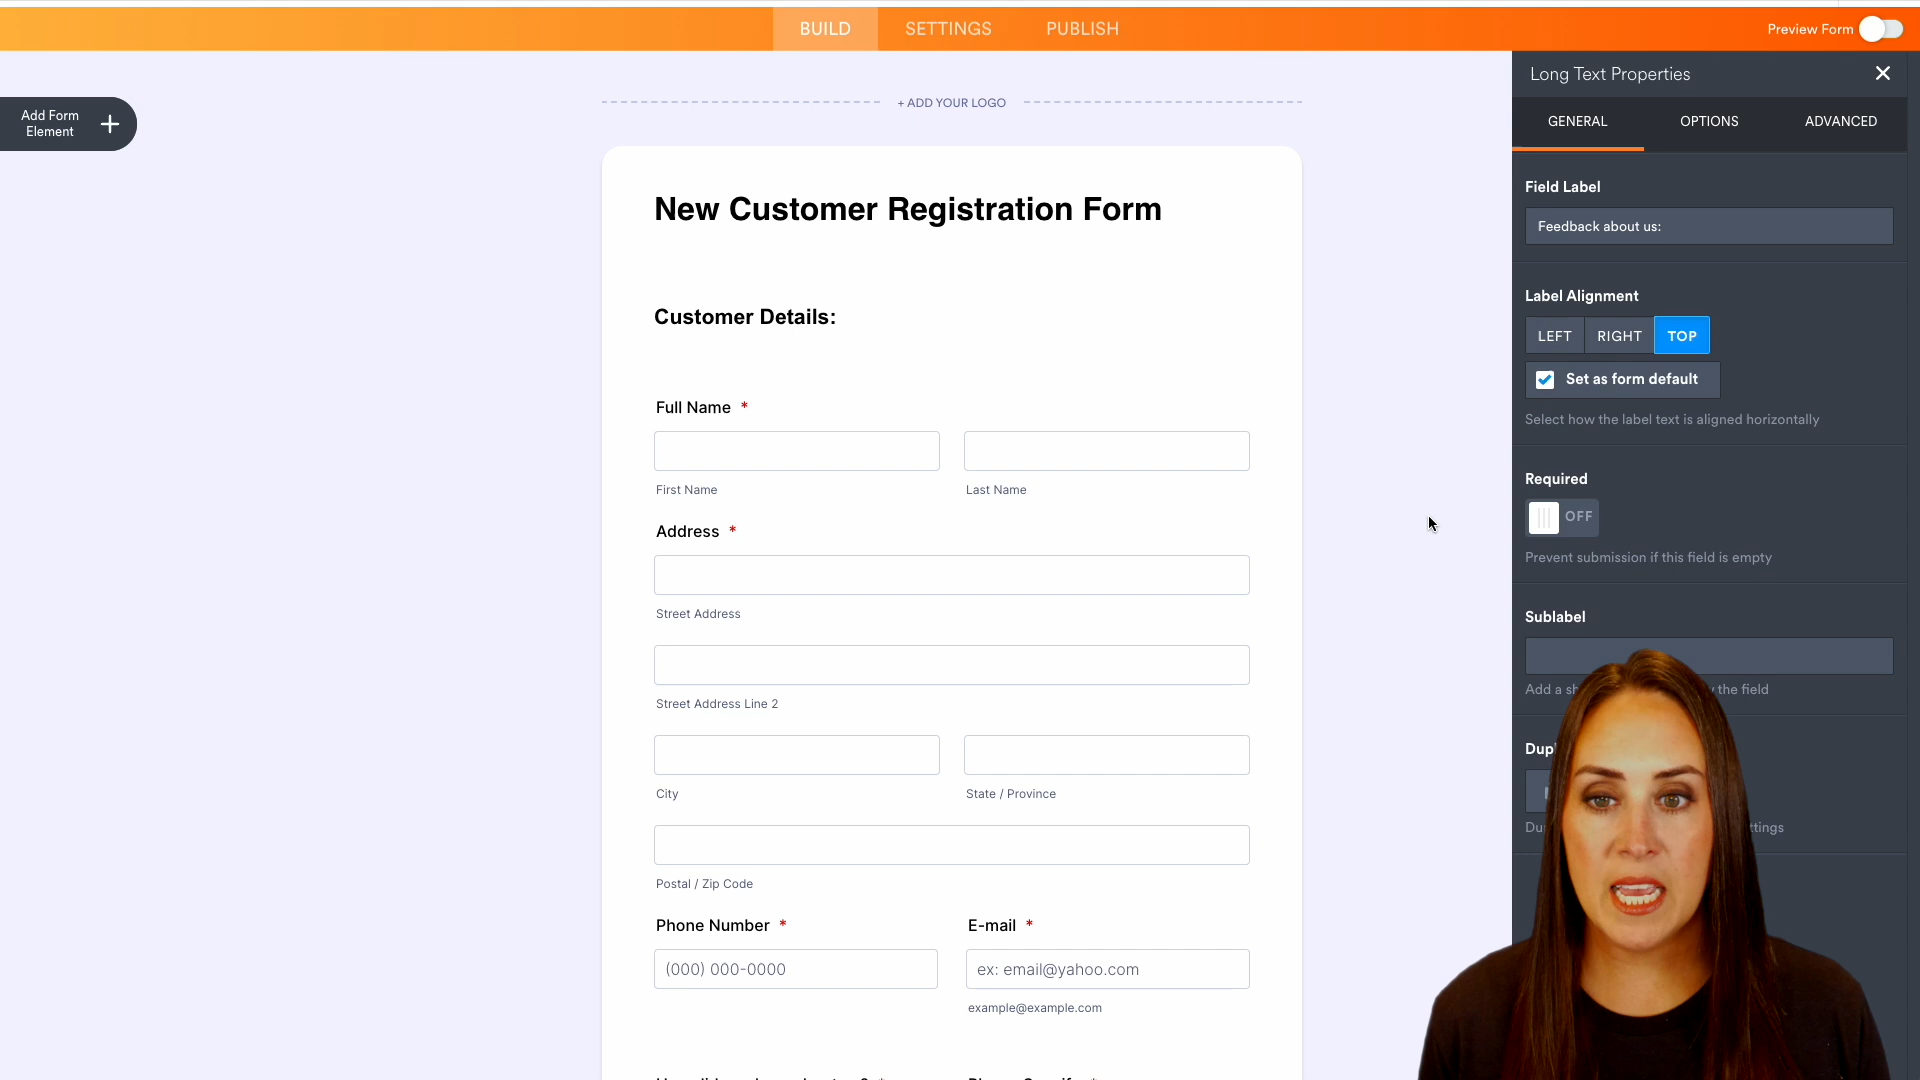 BUILD SETTINGS PUBLISH Preview Form
Add Form
Element
+ ADD YOUR LOGO
New Customer Registration Form
Customer Details:
Full Name *
First Name Last Name
Address *
Street Address
Street Address Line 2
City State / Province
Postal / Zip Code
Phone Number * E-mail *
(000) 000-0000 ex: email@yahoo.com
example@example.com
Long Text Properties
GENERAL OPTIONS ADVANCED
Field Label
Feedback about us:
Label Alignment
LEFT RIGHT TOP
Set as form default
Select how the label text is aligned horizontally
Required
OFF
Prevent submission if this field is empty
Sublabel
Add a the field